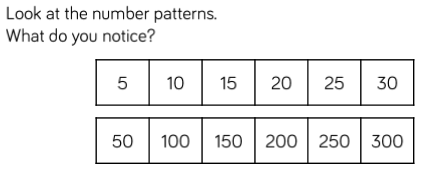 Look at the number patterns.
What do you notice?
5 10 15 20 25 30
50 100 150 200 250 300